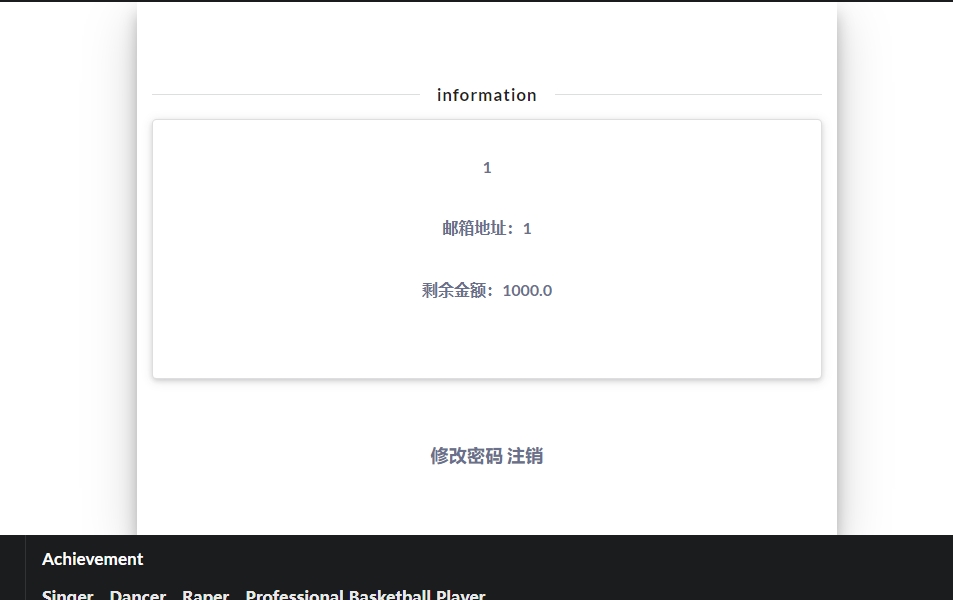 information
1
邮箱地址：1
剩余金额：1000.0
修改密码 注销
Achievement
Singer Dancer Raper Professional Basketball Player